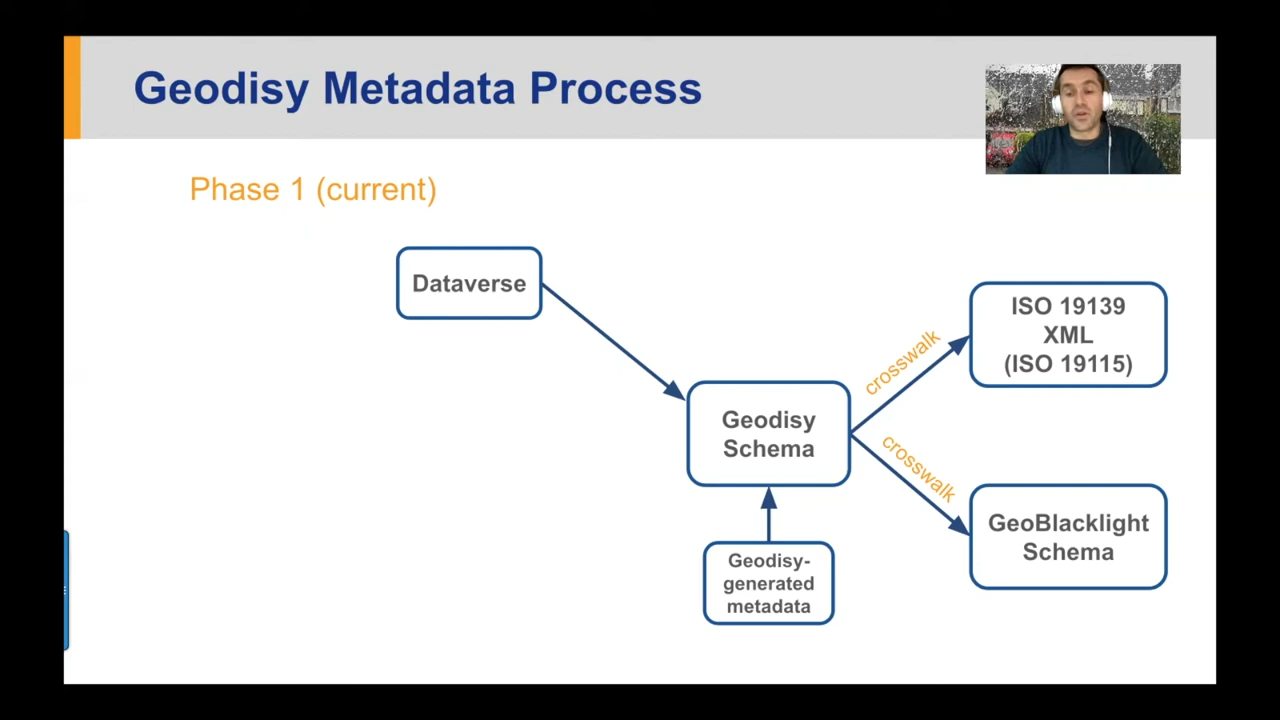 Geodisy Metadata Process
Phase 1 (current)
Dataverse
ISO 19139
XML
(ISO 19115)
crosswalk
Geodisy
Schema
crosswalk
GeoBlacklight
Schema
Geodisy-
generated
metadata